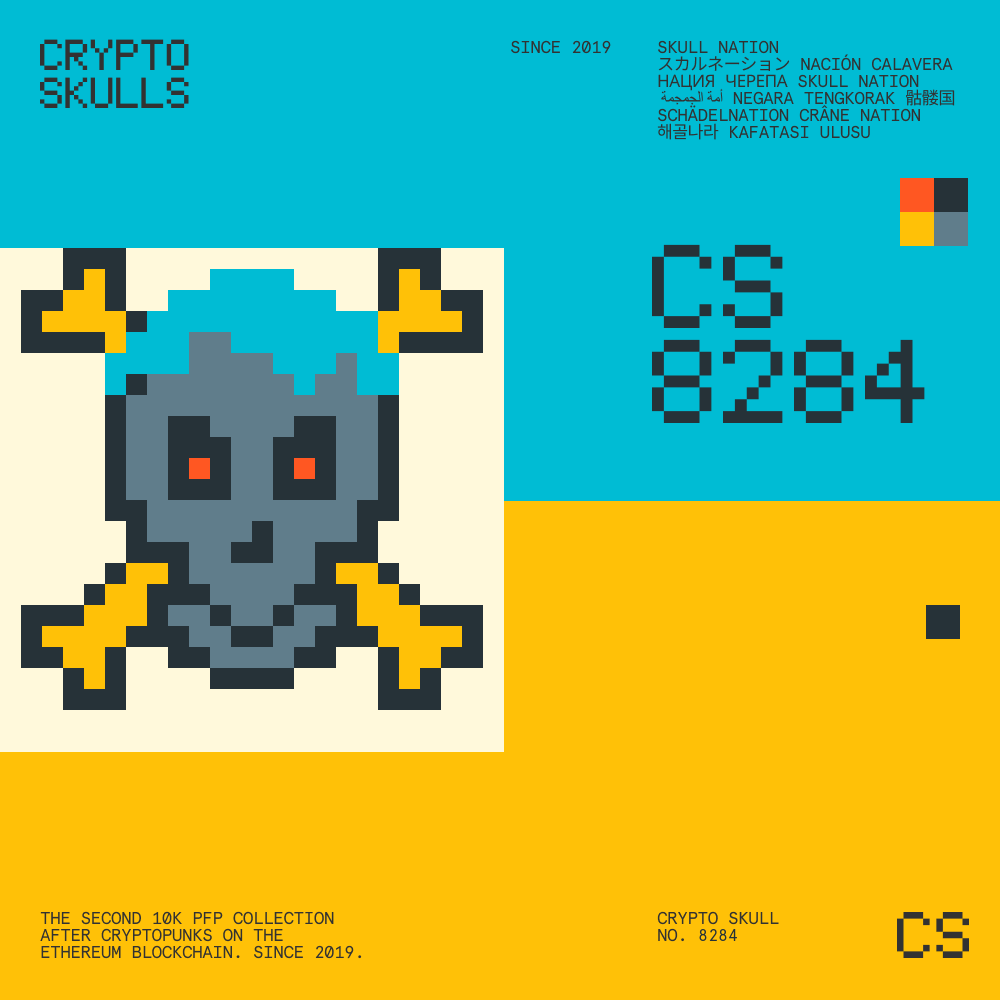 CRYPTO
SKULLS
SINCE 2019
SKULL NATION
スカルネーション NACIÓN CALAVERA
НАЦИЯ ЧЕРЕПА SKULL NATION
أمة الجمجمة NEGARA TENGKORAK 骷髅国
SCHÄDELNATION CRÂNE NATION
해골나라 KAFATASI ULUSU
CS
8284
THE SECOND 10K PFP COLLECTION
AFTER CRYPTOPUNKS ON THE
ETHEREUM BLOCKCHAIN. SINCE 2019.
CRYPTO SKULL
NO. 8284
CS